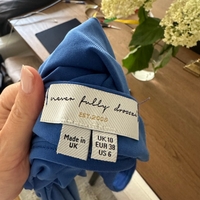 never fully dressed
EST. 2009
Made in
UK
UK 10
EUR 38
US 6